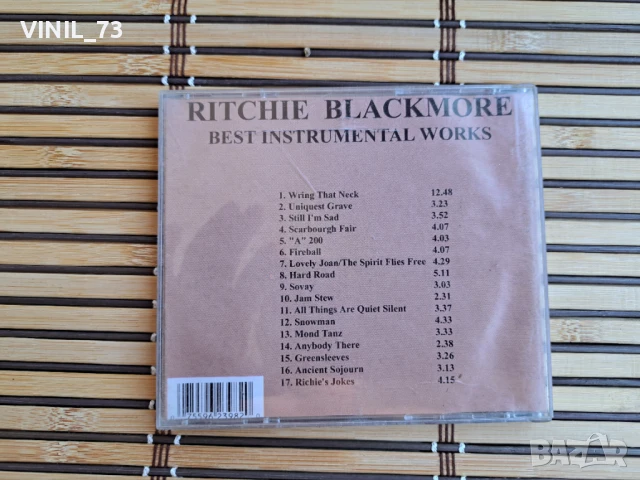 VINIL_73
RITCHIE BLACKMORE
BEST INSTRUMENTAL WORKS
1. Wring That Neck 12.48
2. Uniquest Grave 3.23
3. Still I'm Sad 3.52
4. Scarbourgh Fair 4.07
5. "A" 200 4.03
6. Fireball 4.07
7. Lovely Joan/The Spirit Flies Free 4.29
8. Hard Road 5.11
9. Sovay 3.03
10. Jam Stew 2.31
11. All Things Are Quiet Silent 3.37
12. Snowman 4.33
13. Mond Tanz 3.33
14. Anybody There 2.38
15. Greensleeves 3.26
16. Ancient Sojourn 3.13
17. Richie's Jokes 4.15
BAZAR